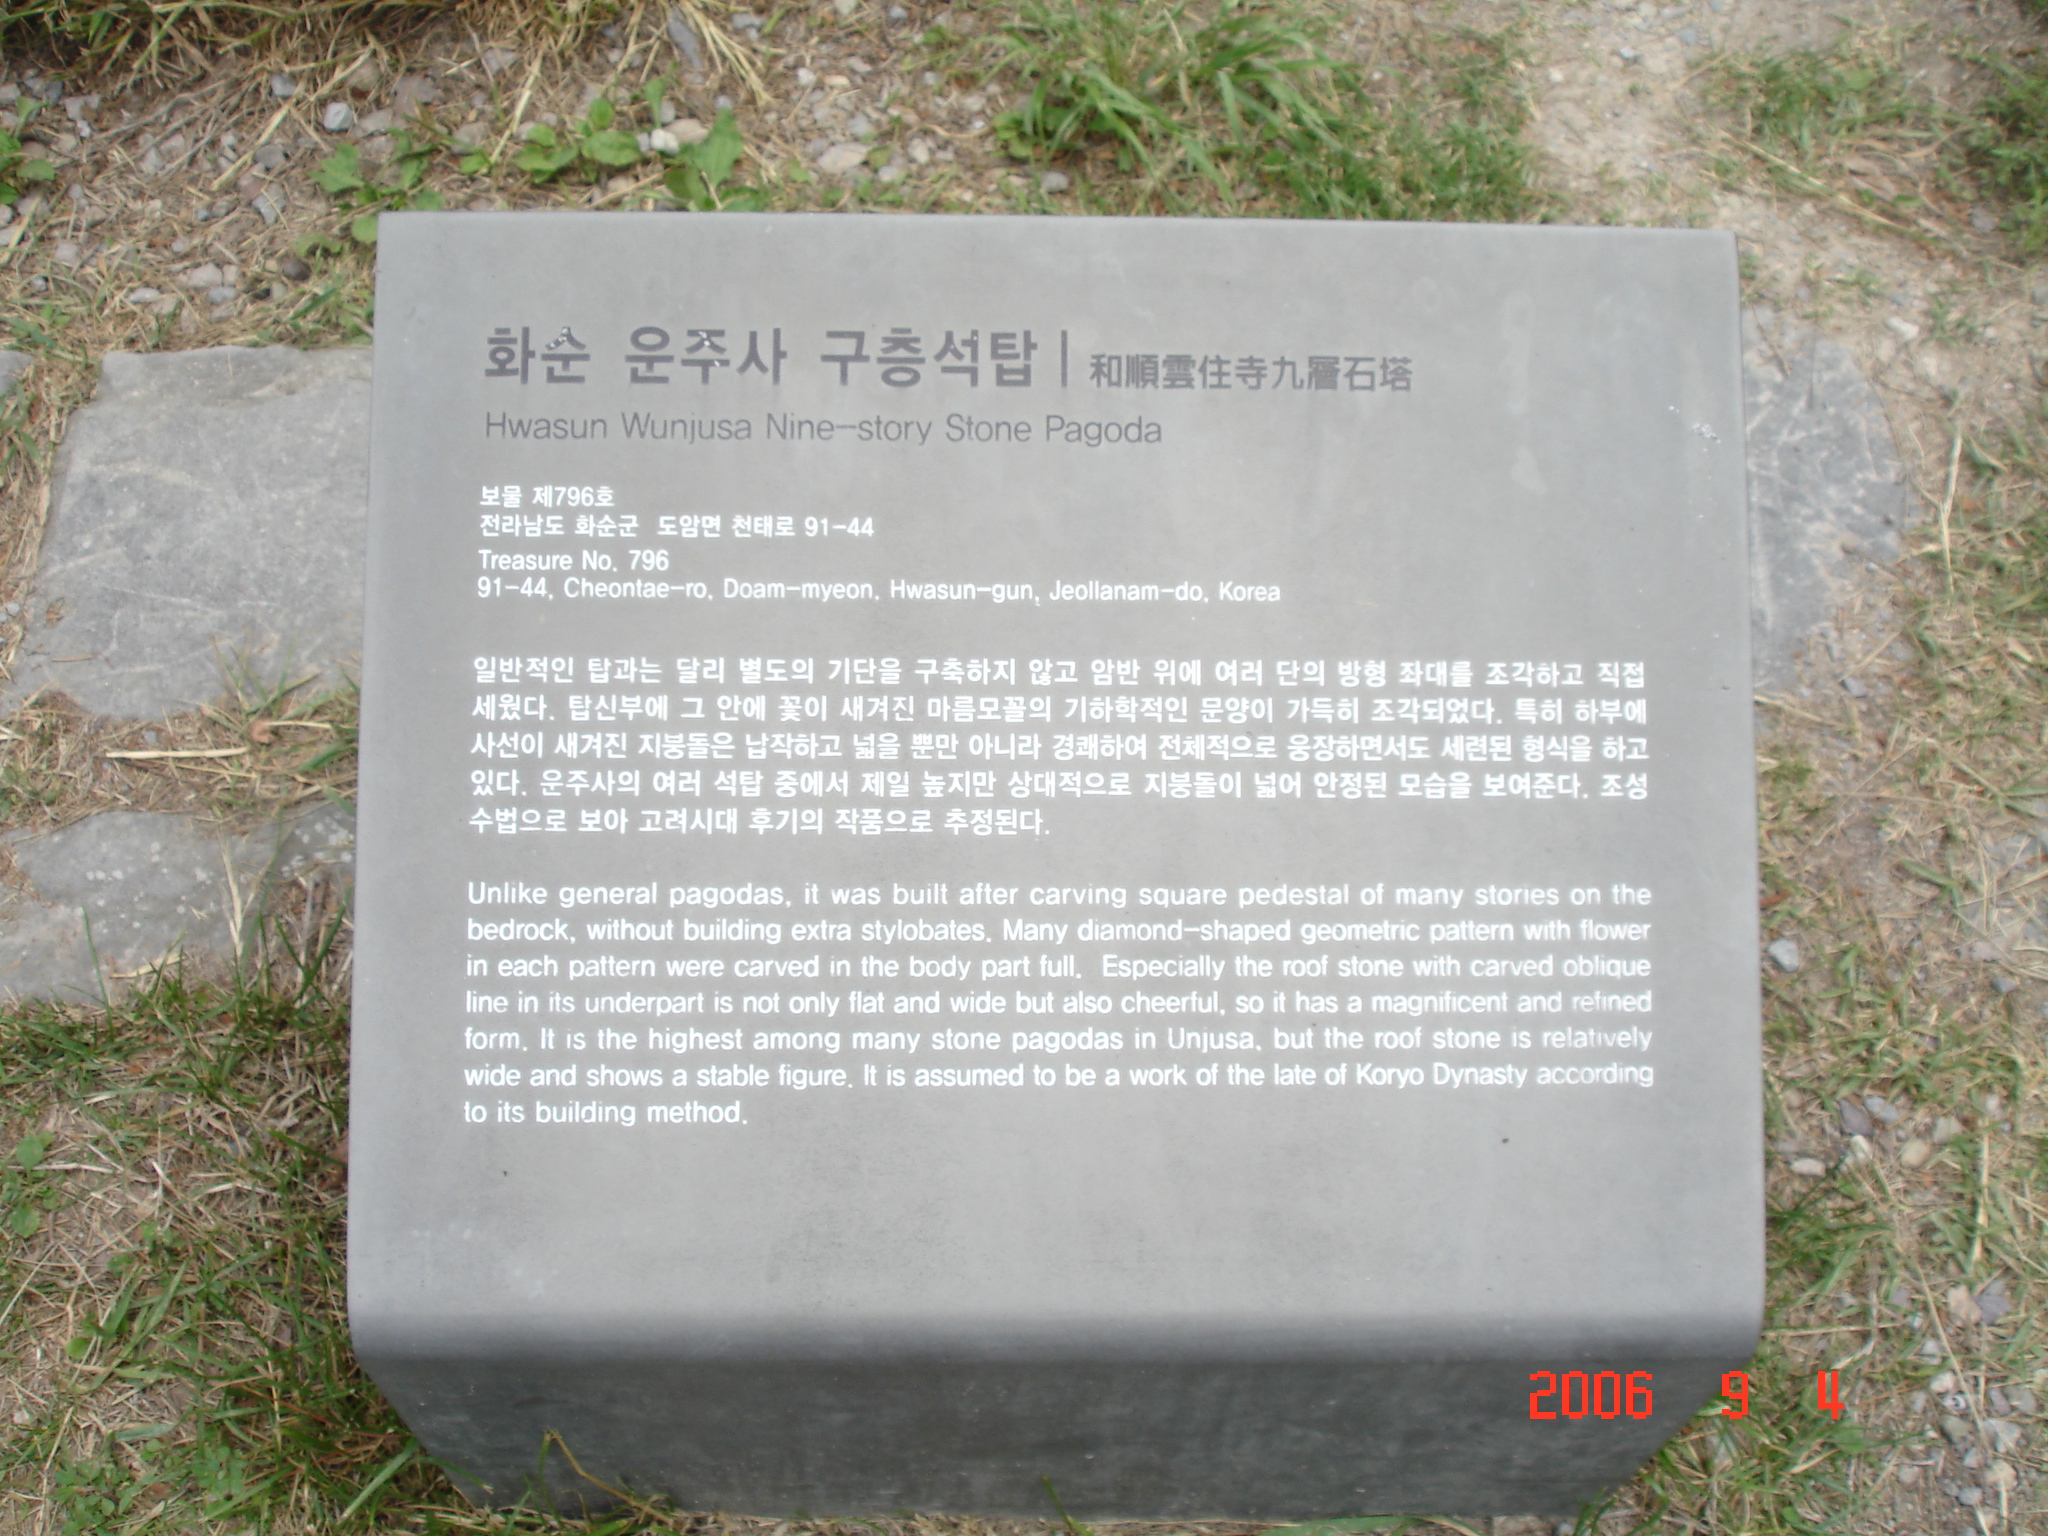 화순 운주사 구층석탑 | 和順雲住寺九層石塔
Hwasun Wunjusa Nine-story Stone Pagoda
보물 제796호
전라남도 화순군 도암면 천태로 91-44
Treasure No. 796
91-44, Cheontae-ro, Doam-myeon, Hwasun-gun, Jeollanam-do, Korea
일반적인 탑과는 달리 별도의 기단을 구축하지 않고 암반 위에 여러 단의 방형 좌대를 조각하고 직접
세웠다. 탑신부에 그 안에 꽃이 새겨진 마름모꼴의 기하학적인 문양이 가득히 조각되었다. 특히 하부에
사선이 새겨진 지붕돌은 납작하고 넓을 뿐만 아니라 경쾌하여 전체적으로 웅장하면서도 세련된 형식을 하고
있다. 운주사의 여러 석탑 중에서 제일 높지만 상대적으로 지붕돌이 넓어 안정된 모습을 보여준다. 조성
수법으로 보아 고려시대 후기의 작품으로 추정된다.
Unlike general pagodas, it was built after carving square pedestal of many stories on the
bedrock, without building extra stylobates. Many diamond-shaped geometric pattern with flower
in each pattern were carved in the body part full. Especially the roof stone with carved oblique
line in its underpart is not only flat and wide but also cheerful, so it has a magnificent and refined
form. It is the highest among many stone pagodas in Unjusa, but the roof stone is relatively
wide and shows a stable figure. It is assumed to be a work of the late of Koryo Dynasty according
to its building method.
2006 9 4